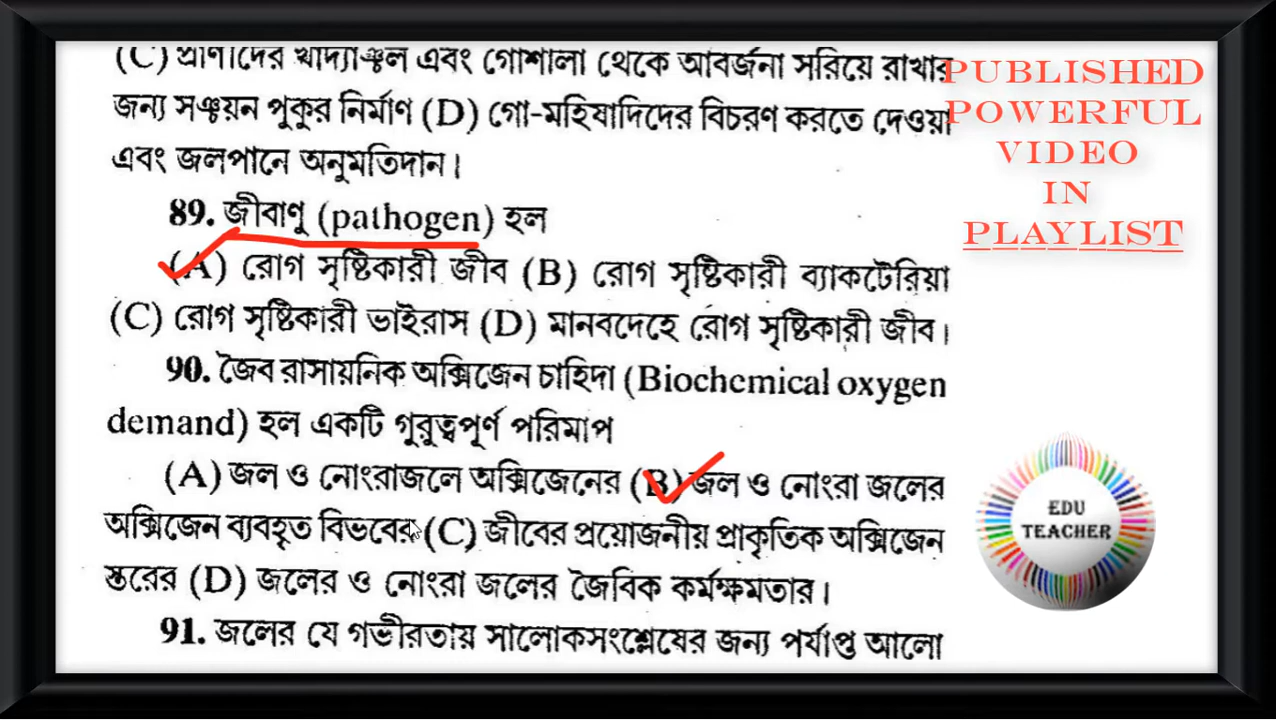 (C) প্রাণীদের খাদ্যাঞ্চল এবং গোশালা থেকে আবর্জনা সরিয়ে রাখার
জন্য সঞ্চয়ন পুকুর নির্মাণ (D) গো-মহিষাদিদের বিচরণ করতে দেওয়া
এবং জলপানে অনুমতিদান।
89. জীবাণু (pathogen) হল
(A) রোগ সৃষ্টিকারী জীব (B) রোগ সৃষ্টিকারী ব্যাকটেরিয়া
(C) রোগ সৃষ্টিকারী ভাইরাস (D) মানবদেহে রোগ সৃষ্টিকারী জীব।
90. জৈব রাসায়নিক অক্সিজেন চাহিদা (Biochemical oxygen
demand) হল একটি গুরুত্বপূর্ণ পরিমাপ
(A) জল ও নোংরাজলে অক্সিজেনের (B) জল ও নোংরা জলের
অক্সিজেন ব্যবহৃত বিভবের (C) জীবের প্রয়োজনীয় প্রাকৃতিক অক্সিজেন
স্তরের (D) জলের ও নোংরা জলের জৈবিক কর্মক্ষমতার।
91. জলের যে গভীরতায় সালোকসংশ্লেষের জন্য পর্যাপ্ত আলো
PUBLISHED
POWERFUL
VIDEO
IN
PLAYLIST
EDU
TEACHER